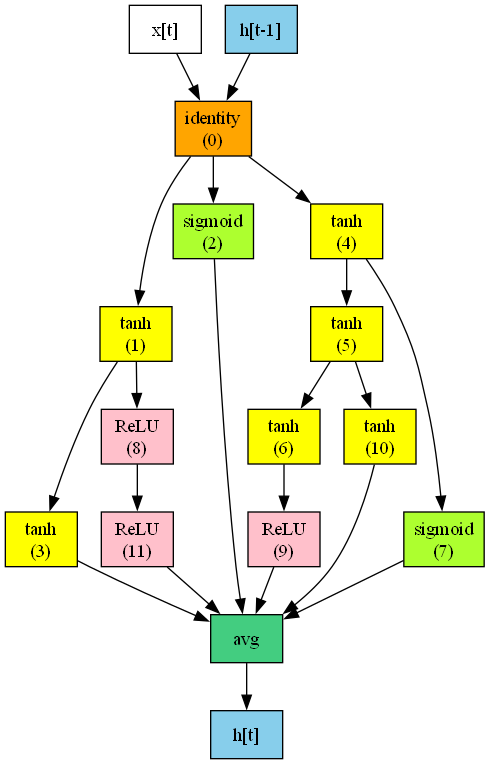 x[t]
h[t-1]
identity
(0)
sigmoid
(2)
tanh
(4)
tanh
(1)
tanh
(5)
ReLU
(8)
tanh
(6)
tanh
(10)
tanh
(3)
ReLU
(11)
ReLU
(9)
sigmoid
(7)
avg
h[t]